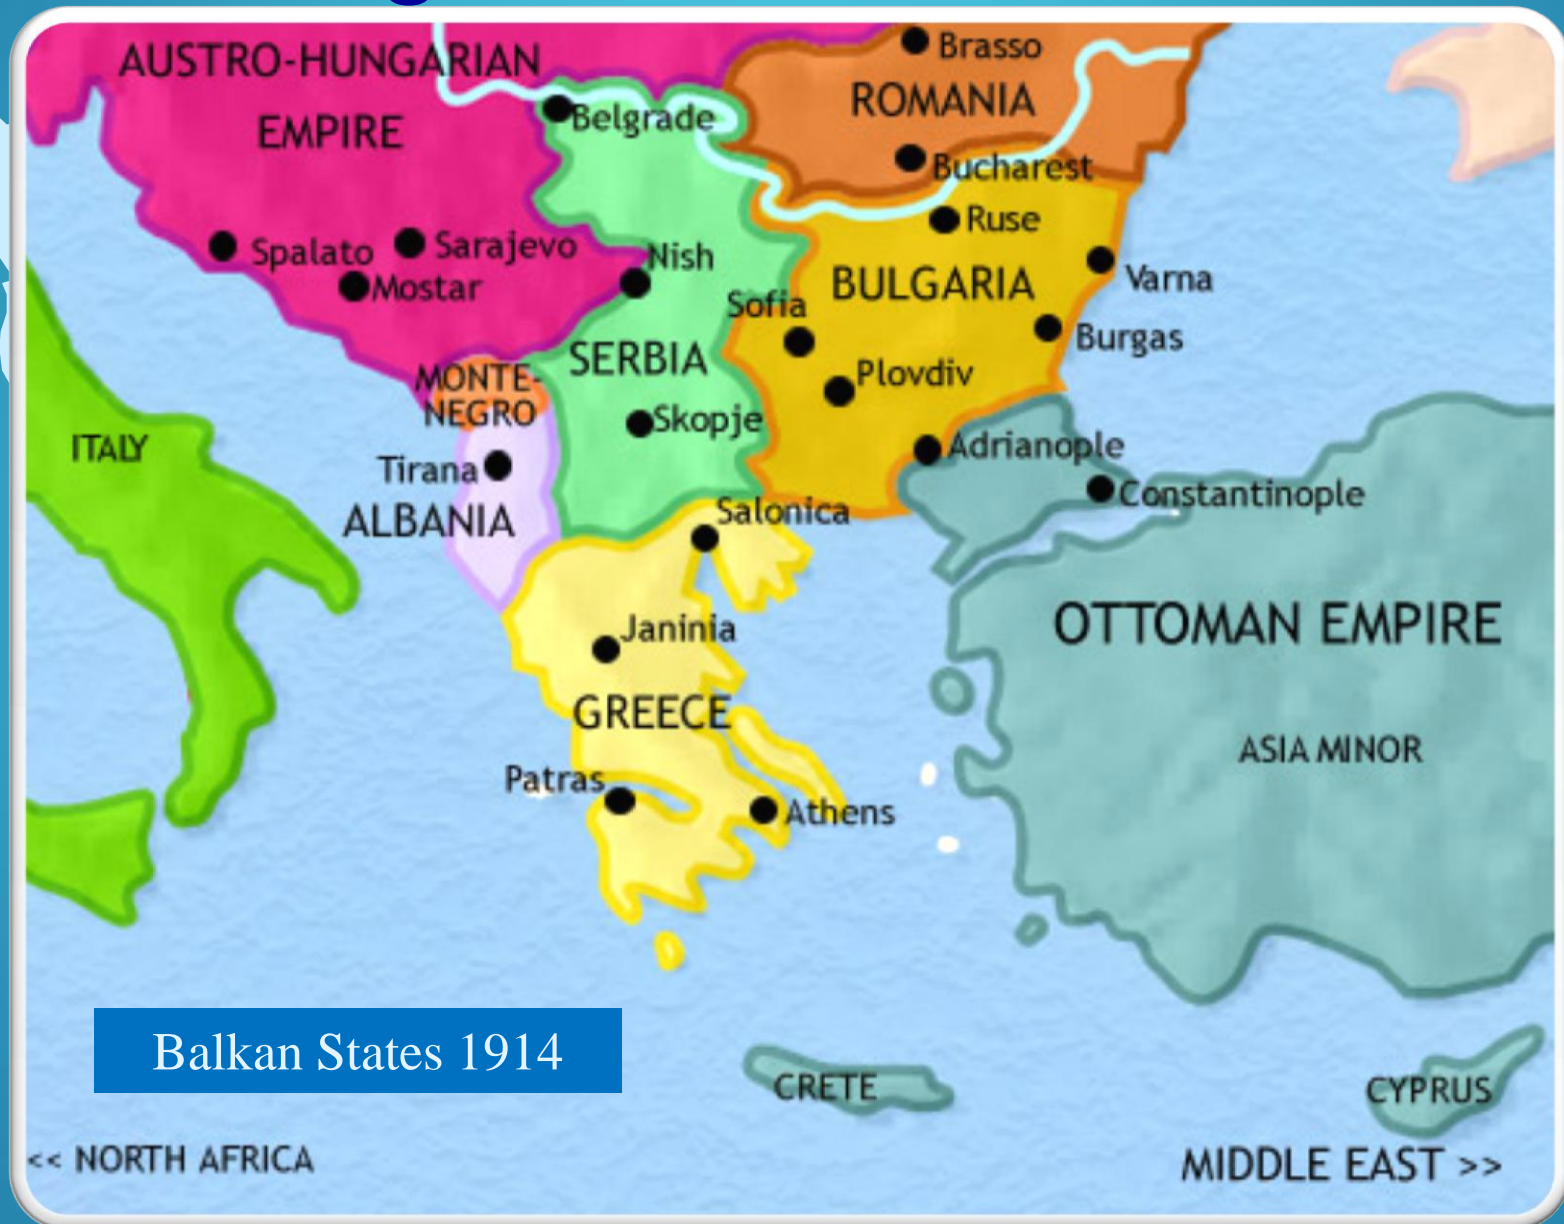 AUSTRO-HUNGARIAN
EMPIRE
Brasso
ROMANIA
Belgrade
Bucharest
Ruse
Spalato
Sarajevo
Mostar
Nish
BULGARIA
Varna
Sofia
Burgas
SERBIA
Plovdiv
MONTE-
NEGRO
Skopje
ITALY
Tirana
Adrianople
ALBANIA
Constantinople
Salonica
OTTOMAN EMPIRE
Janinia
GREECE
ASIA MINOR
Patras
Athens
Balkan States 1914
CRETE
CYPRUS
<< NORTH AFRICA
MIDDLE EAST >>